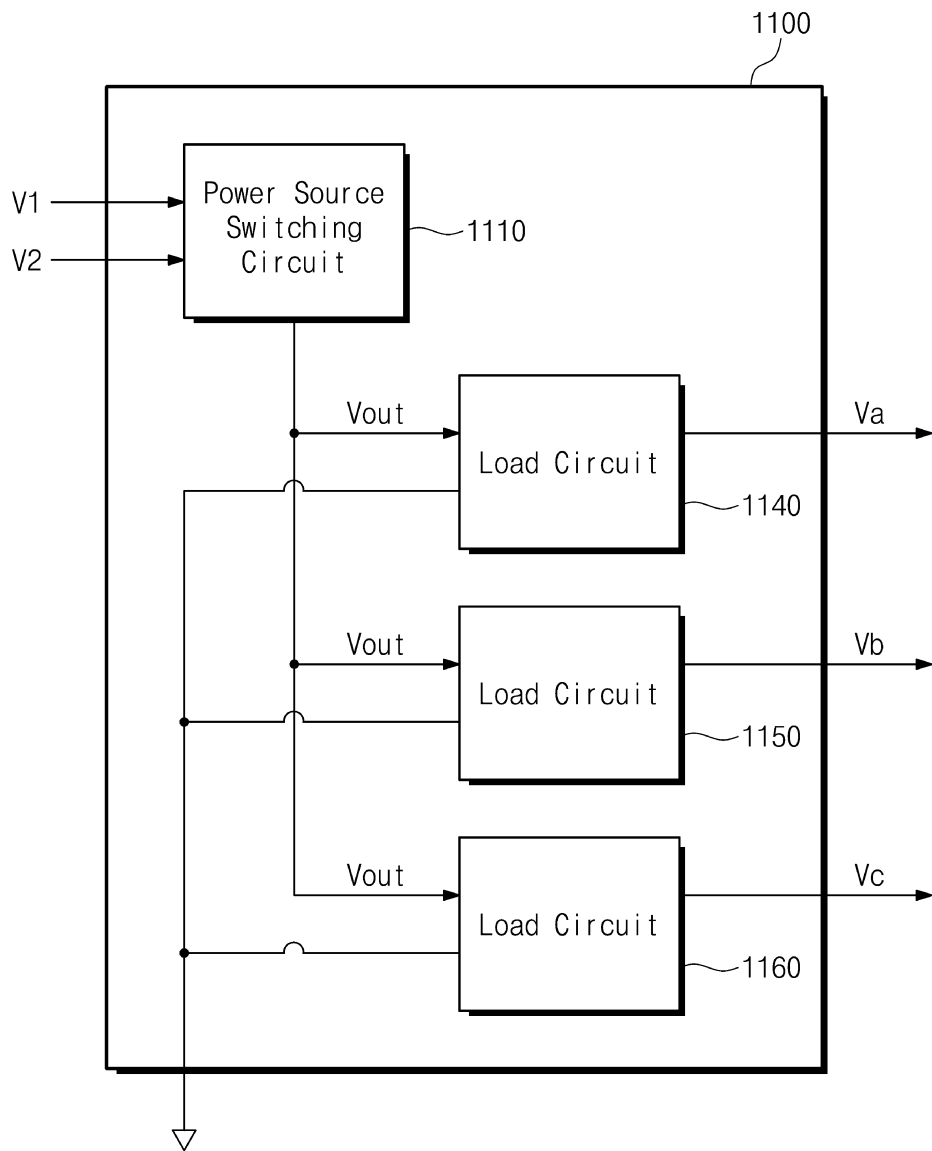 1100
V1
V2
Power Source
Switching
Circuit
1110
Vout
Load Circuit
Va
1140
Vout
Load Circuit
Vb
1150
Vout
Load Circuit
Vc
1160